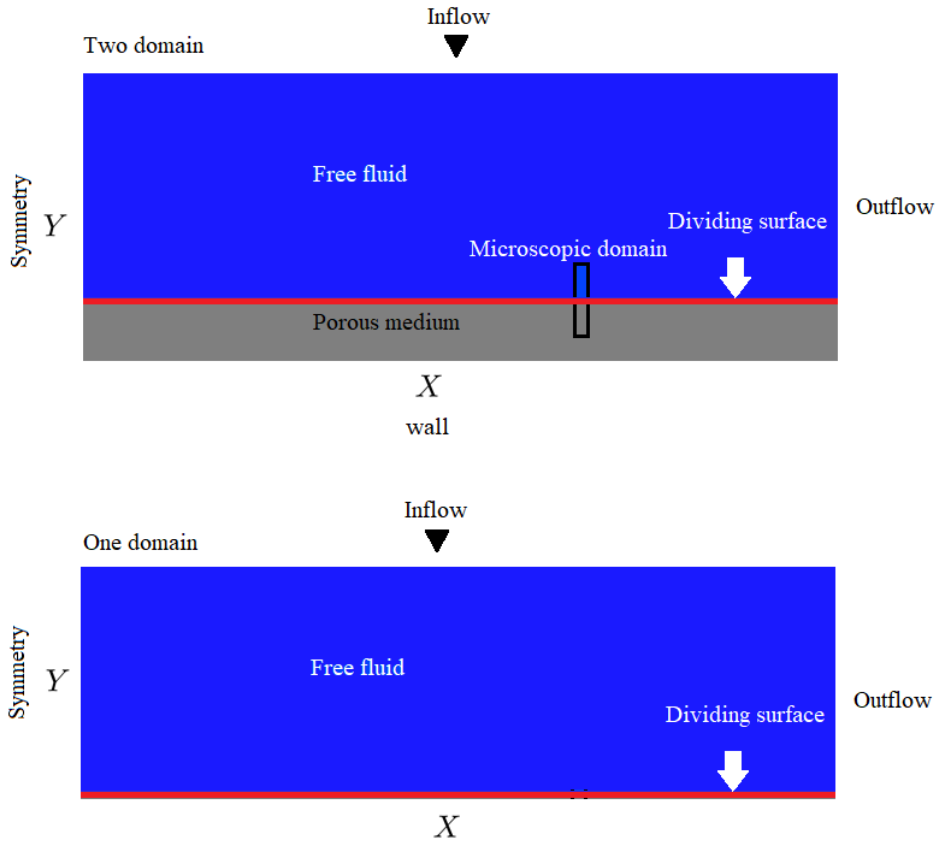 Inflow
Two domain
Symmetry
Y
Free fluid
Outflow
Dividing surface
Microscopic domain
Porous medium
X
wall
Inflow
One domain
Symmetry
Y
Free fluid
Outflow
Dividing surface
X